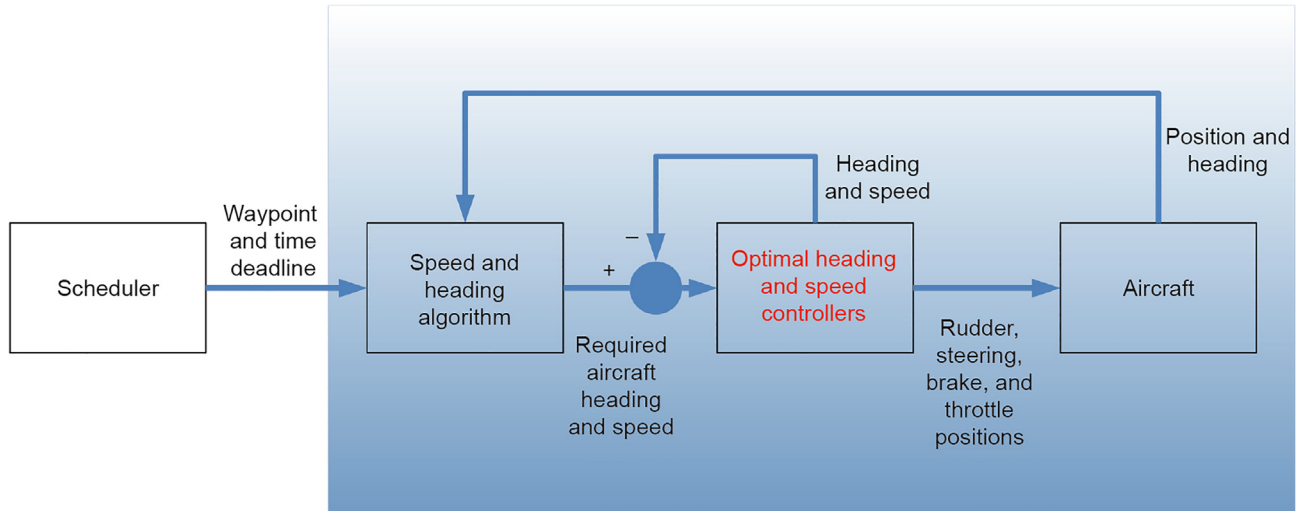 Position and
heading
Heading
and speed
Waypoint
and time
deadline
Scheduler
Speed and
heading
algorithm
+
–
Optimal heading
and speed
controllers
Aircraft
Required
aircraft
heading
and speed
Rudder,
steering,
brake, and
throttle
positions